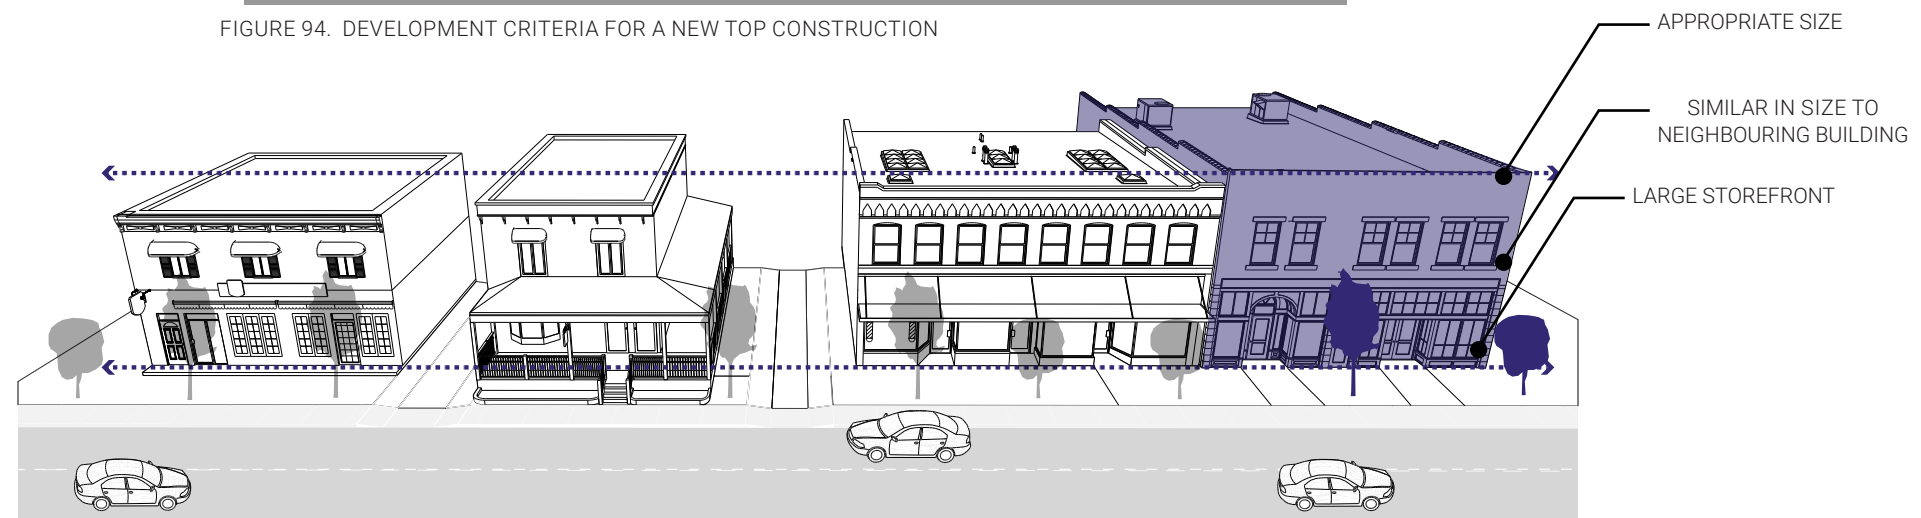 FIGURE 94. DEVELOPMENT CRITERIA FOR A NEW TOP CONSTRUCTION
APPROPRIATE SIZE
SIMILAR IN SIZE TO
NEIGHBOURING BUILDING
LARGE STOREFRONT